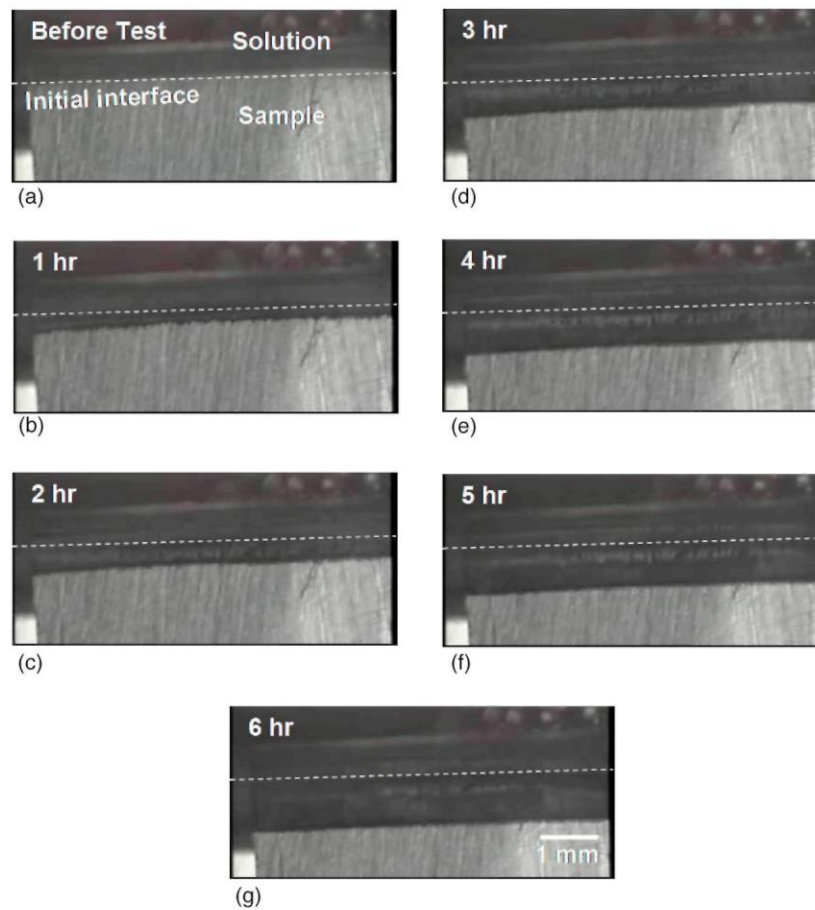 Before Test
Solution
Initial interface
Sample
(a)
1 hr
(b)
2 hr
(c)
3 hr
(d)
4 hr
(e)
5 hr
(f)
6 hr
1 mm
(g)